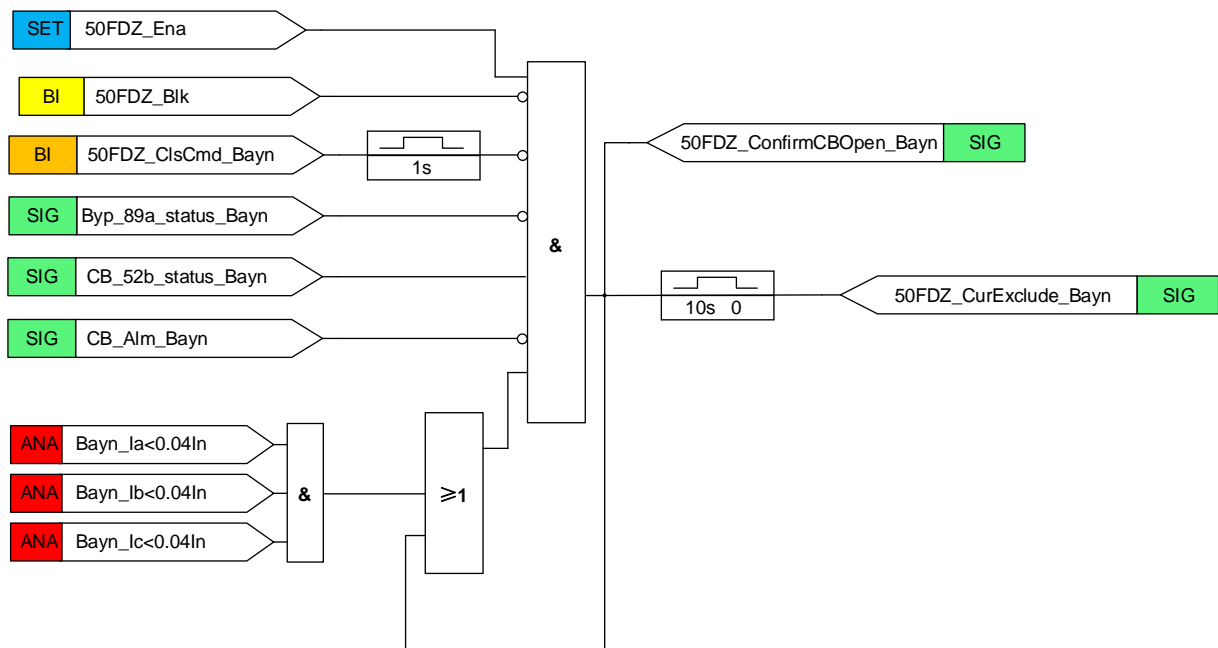 SET 50FDZ_Ena
BI 50FDZ_Blk
BI 50FDZ_ClsCmd_Bayn
1s
50FDZ_ConfirmCBOpen_Bayn SIG
SIG Byp_89a_status_Bayn
&
SIG CB_52b_status_Bayn
10s 0
50FDZ_CurExclude_Bayn SIG
SIG CB_Alm_Bayn
ANA Bayn_Ia<0.04In
ANA Bayn_Ib<0.04In
&
⩾1
ANA Bayn_Ic<0.04In